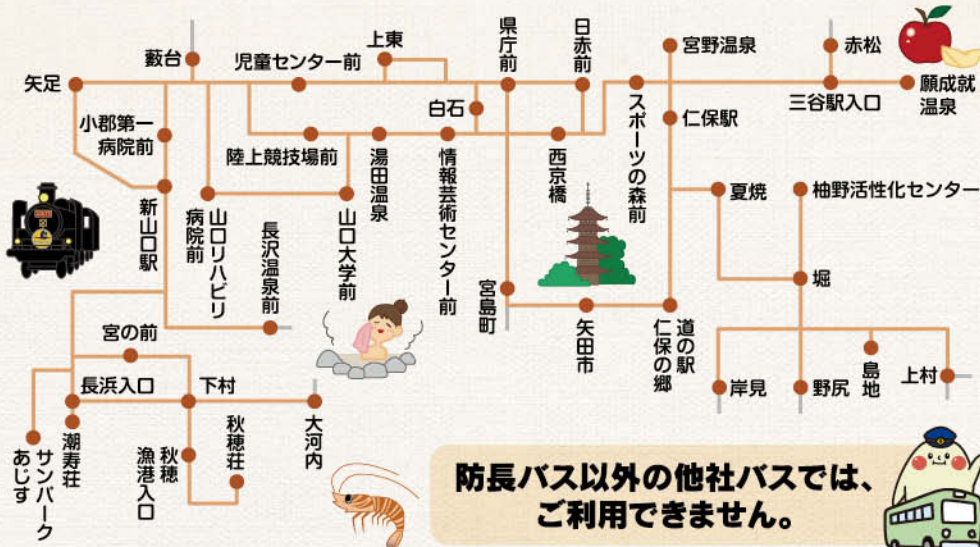 藪台
上東
県庁前
日赤前
宮野温泉
赤松
矢足
児童センター前
白石
スポーツの森前
三谷駅入口
願成就
温泉
小郡第一
病院前
仁保駅
陸上競技場前
湯田温泉
情報芸術センター前
西京橋
新山口駅
山口リハビリ
病院前
長沢温泉前
山口大学前
夏焼
柚野活性化センター
宮島町
矢田市
道の駅
仁保の郷
堀
宮の前
長浜入口
下村
大河内
岸見
野尻
島地
上村
サンパーク
あじす
潮寿荘
秋穂
漁港入口
秋穂荘
防長バス以外の他社バスでは、
ご利用できません。